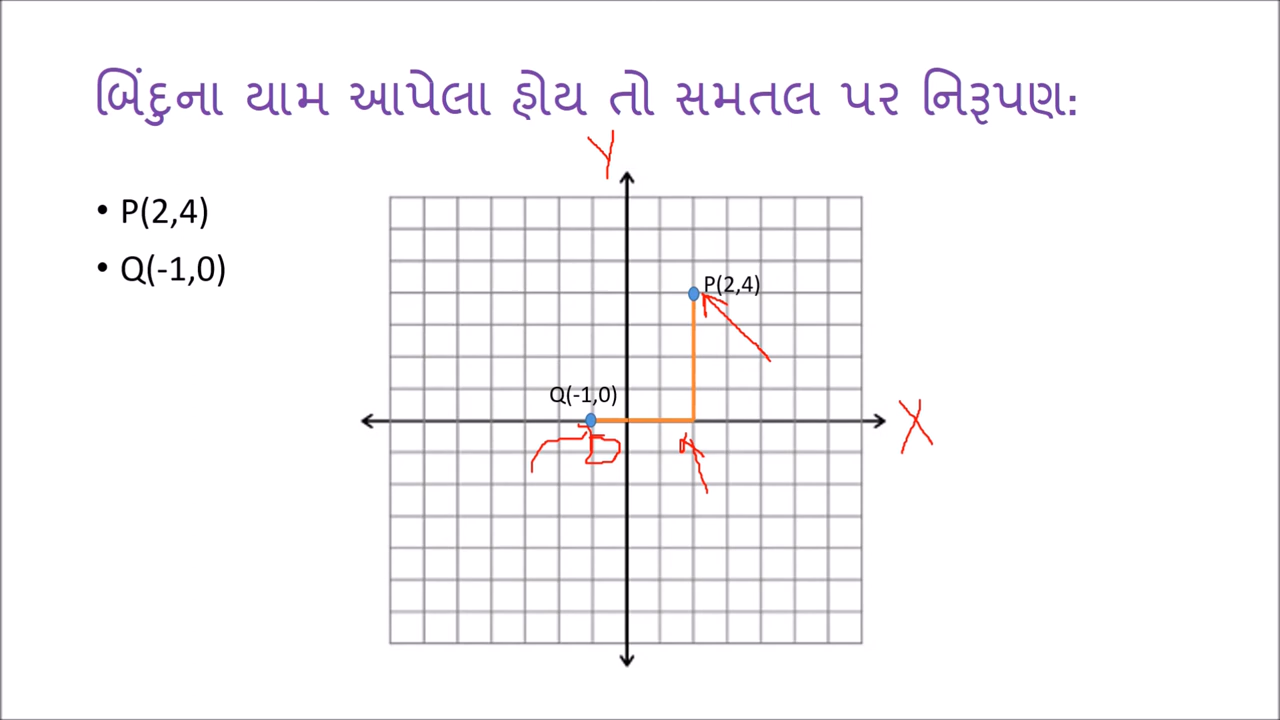 બિંદુના યામ આપેલા હોય તો સમતલ પર નિરૂપણ:
Y
• P(2,4)
• Q(-1,0)
P(2,4)
Q(-1,0)
X